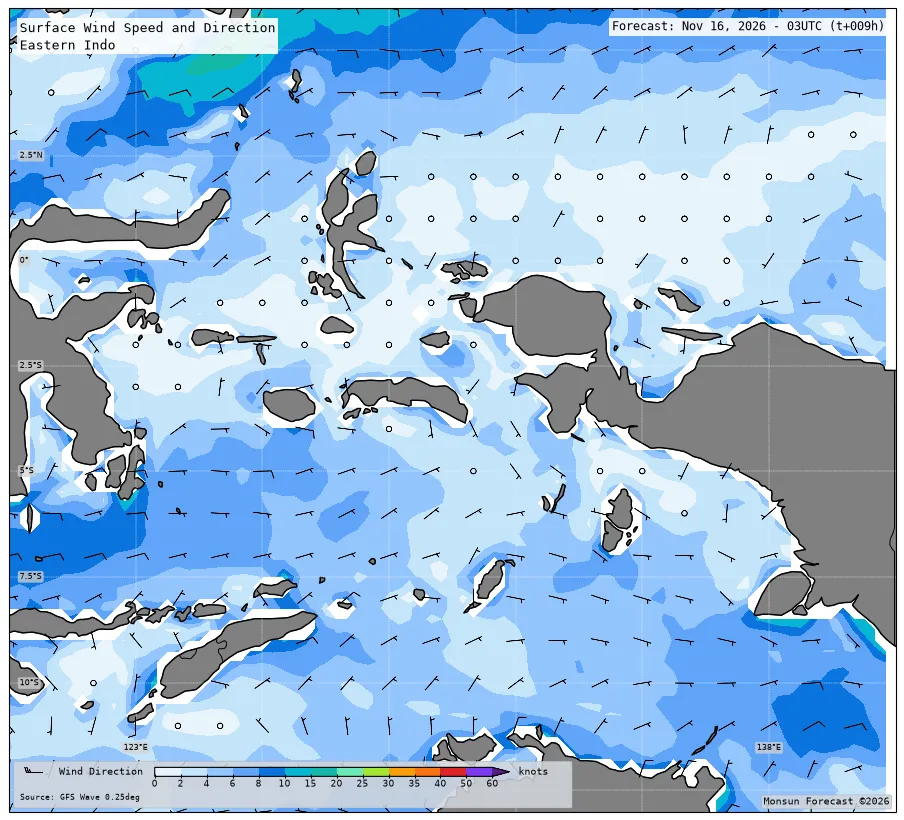 Surface Wind Speed and Direction
Eastern Indo
Forecast: Nov 16, 2026 - 03UTC (t+009h)
2.5°N
0°
2.5°S
5°S
7.5°S
10°S
123°E
138°E
Wind Direction
knots
0 2 4 6 8 10 15 20 25 30 35 40 50 60
Source: GFS Wave 0.25deg
Monsun Forecast ©2026